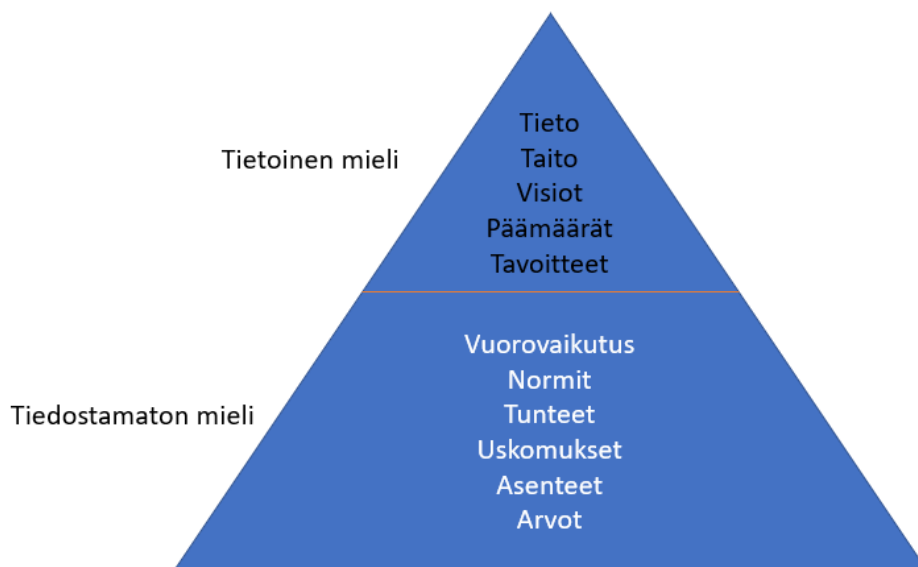 Tieto
Tietoinen mieli
Taito
Visiot
Päämäärät
Tavoitteet
Vuorovaikutus
Normit
Tiedostamaton mieli
Tunteet
Uskomukset
Asenteet
Arvot